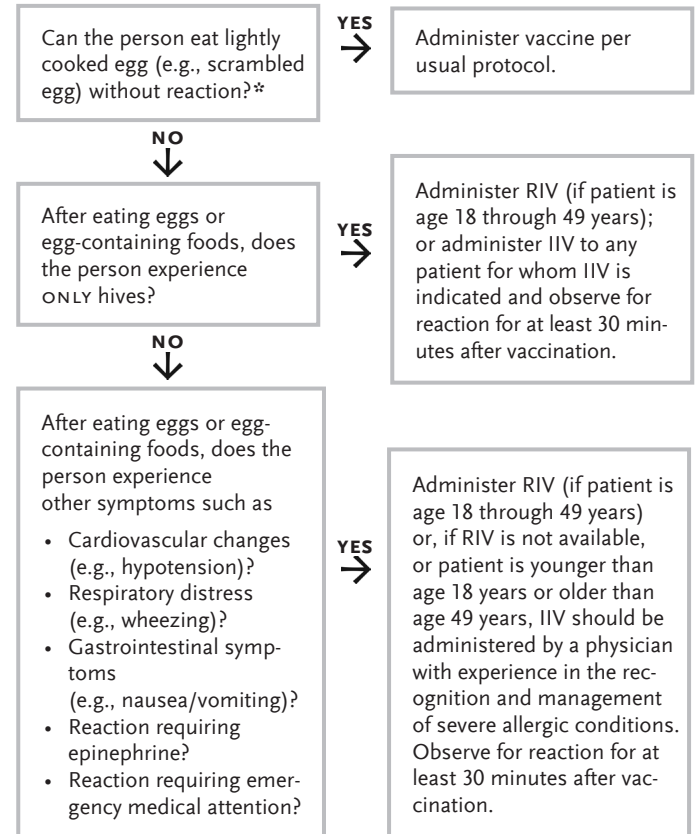 Can the person eat lightly
cooked egg (e.g., scrambled
egg) without reaction?*
YES
→
Administer vaccine per
usual protocol.
NO
↓
After eating eggs or
egg-containing foods, does
the person experience
ONLY hives?
YES
→
Administer RIV (if patient is
age 18 through 49 years);
or administer IIV to any
patient for whom IIV is
indicated and observe for
reaction for at least 30 min-
utes after vaccination.
NO
↓
After eating eggs or egg-
containing foods, does the
person experience
other symptoms such as
• Cardiovascular changes
(e.g., hypotension)?
• Respiratory distress
(e.g., wheezing)?
• Gastrointestinal symp-
toms
(e.g., nausea/vomiting)?
• Reaction requiring
epinephrine?
• Reaction requiring emer-
gency medical attention?
YES
→
Administer RIV (if patient is
age 18 through 49 years)
or, if RIV is not available,
or patient is younger than
age 18 years or older than
age 49 years, IIV should be
administered by a physician
with experience in the rec-
ognition and management
of severe allergic conditions.
Observe for reaction for at
least 30 minutes after vac-
cination.